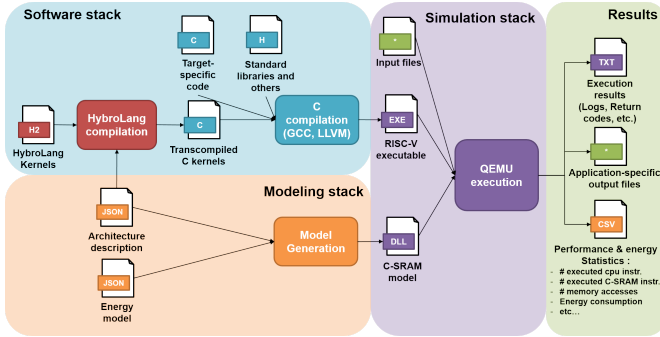 Software stack
C
Target-
specific
code
H
Standard
libraries and
others
H2
HybroLang
Kernels
HybroLang
compilation
C
Transcompiled
C kernels
C
compilation
(GCC, LLVM)
Modeling stack
JSON
Architecture
description
JSON
Energy
model
Model
Generation
Simulation stack
*
Input files
EXE
RISC-V
executable
DLL
C-SRAM
model
QEMU
execution
Results
TXT
Execution
results
(Logs, Return
codes, etc.)
*
Application-specific
output files
CSV
Performance & energy
Statistics :
- # executed cpu instr.
- # executed C-SRAM instr.
- # memory accesses
- Energy consumption
- etc...